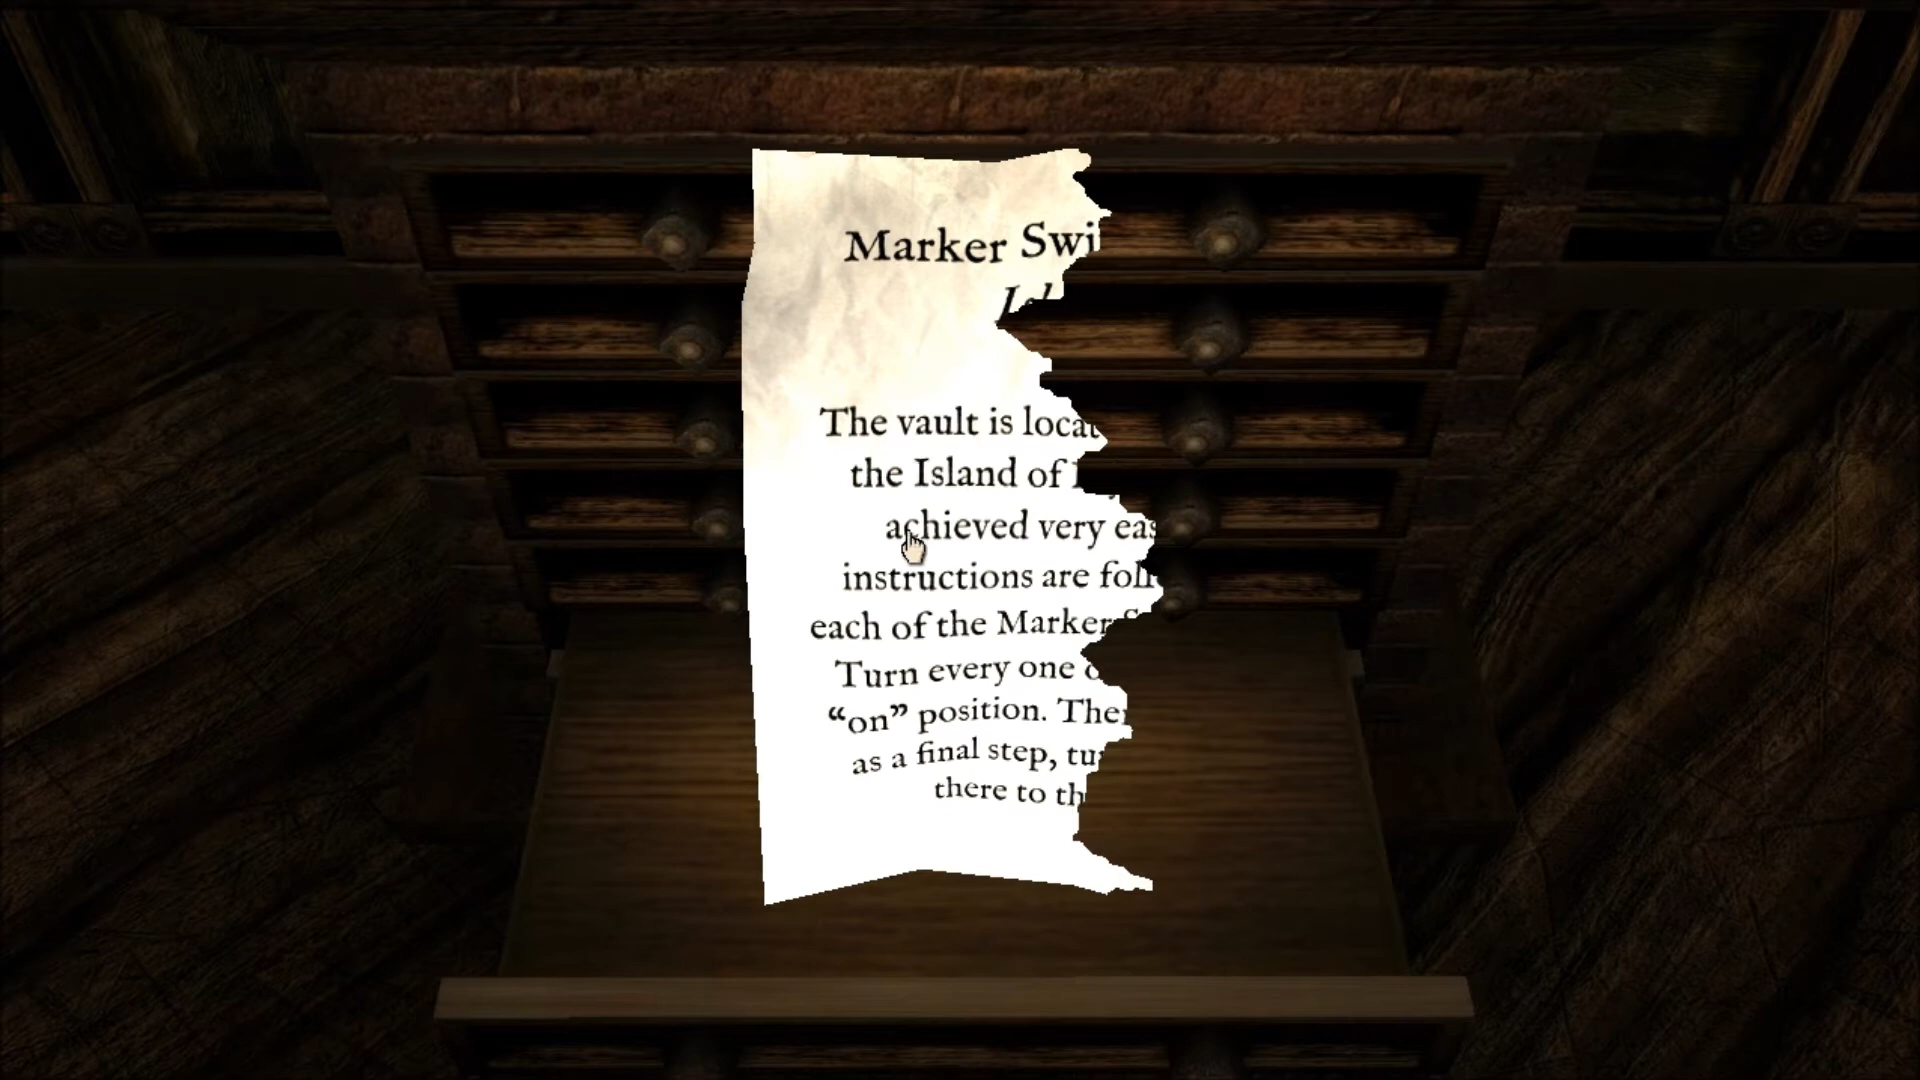 Marker Swi
The vault is locat
the Island of
achieved very eas
instructions are foll
each of the Marker
Turn every one
"on" position. The
as a final step, tu
there to th